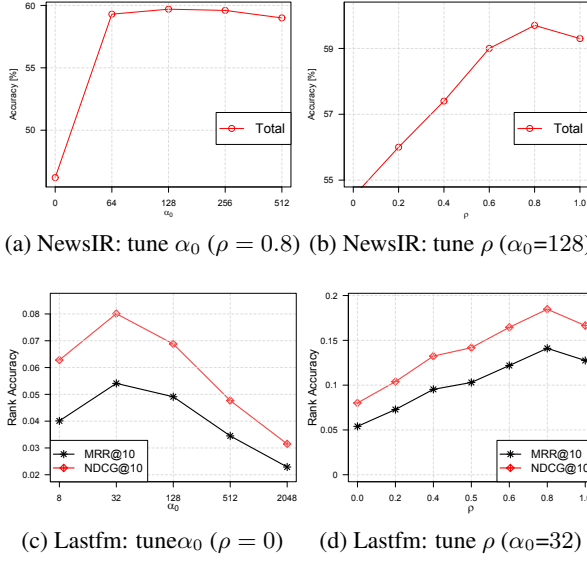 60
55
50
Accuracy [%]
Total
0 64 128 256 512
α₀
59
57
55
Accuracy [%]
Total
0 0.2 0.4 0.6 0.8 1.0
ρ
(a) NewsIR: tune α₀ (ρ = 0.8) (b) NewsIR: tune ρ (α₀=128)
0.08
0.07
0.06
0.05
0.04
0.03
0.02
Rank Accuracy
MRR@10
NDCG@10
8 32 128 512 2048
α₀
0.2
0.15
0.1
0.05
0
Rank Accuracy
MRR@10
NDCG@10
0.0 0.2 0.4 0.5 0.6 0.8 1.0
ρ
(c) Lastfm: tuneα₀ (ρ = 0) (d) Lastfm: tune ρ (α₀=32)